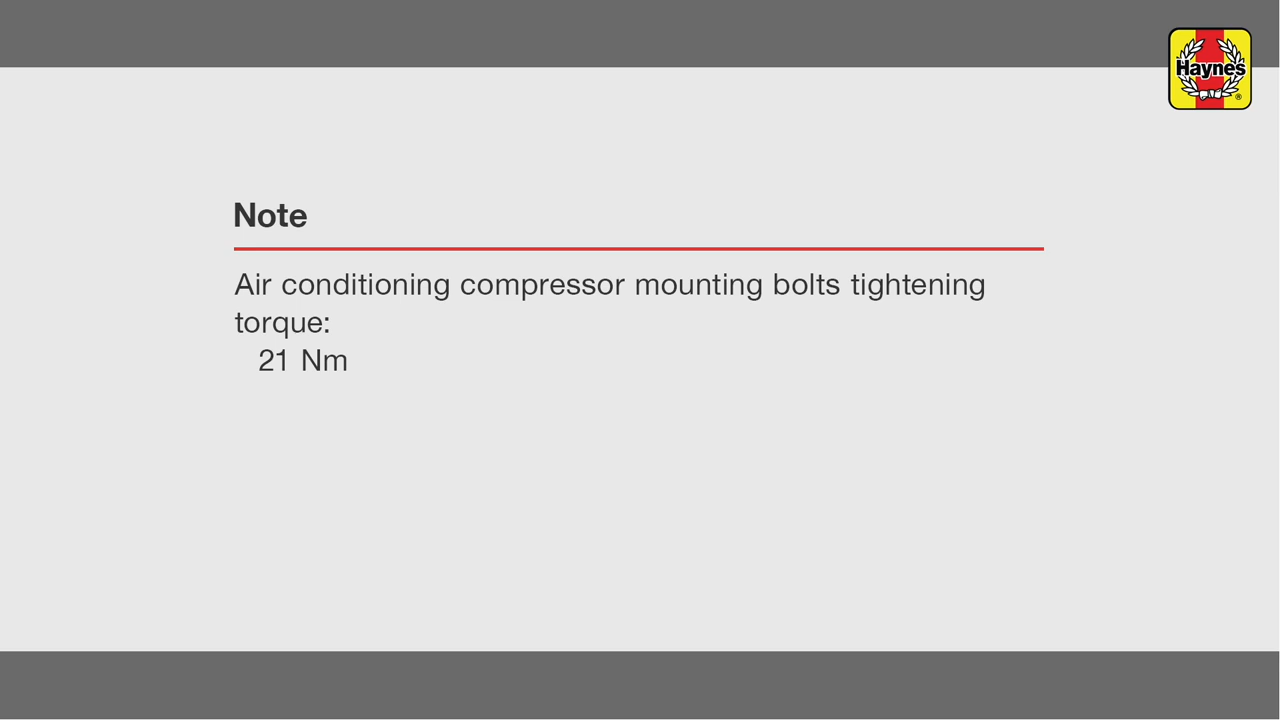 Haynes
®
Note
Air conditioning compressor mounting bolts tightening
torque:
21 Nm